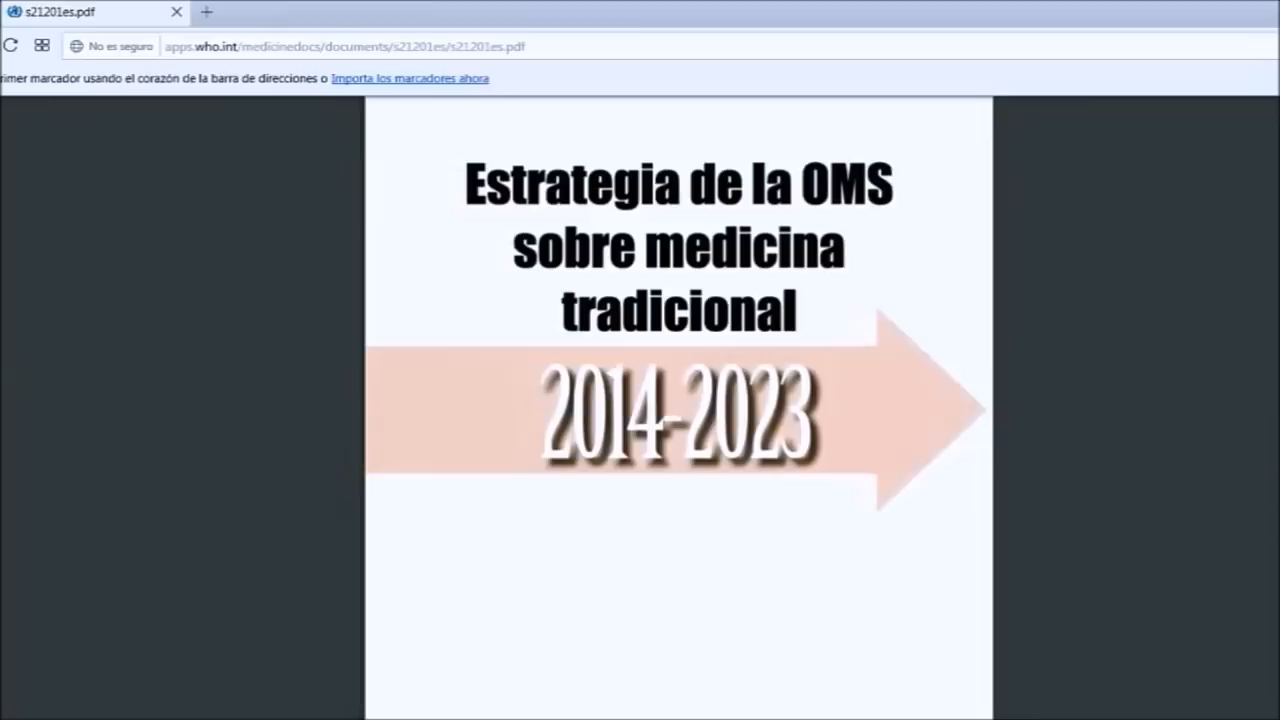 s21201es.pdf
No es seguro apps.who.int/medicinedocs/documents/s21201es/s21201es.pdf
rimer marcador usando el corazón de la barra de direcciones o Importa los marcadores ahora
Estrategia de la OMS
sobre medicina
tradicional
2014-2023